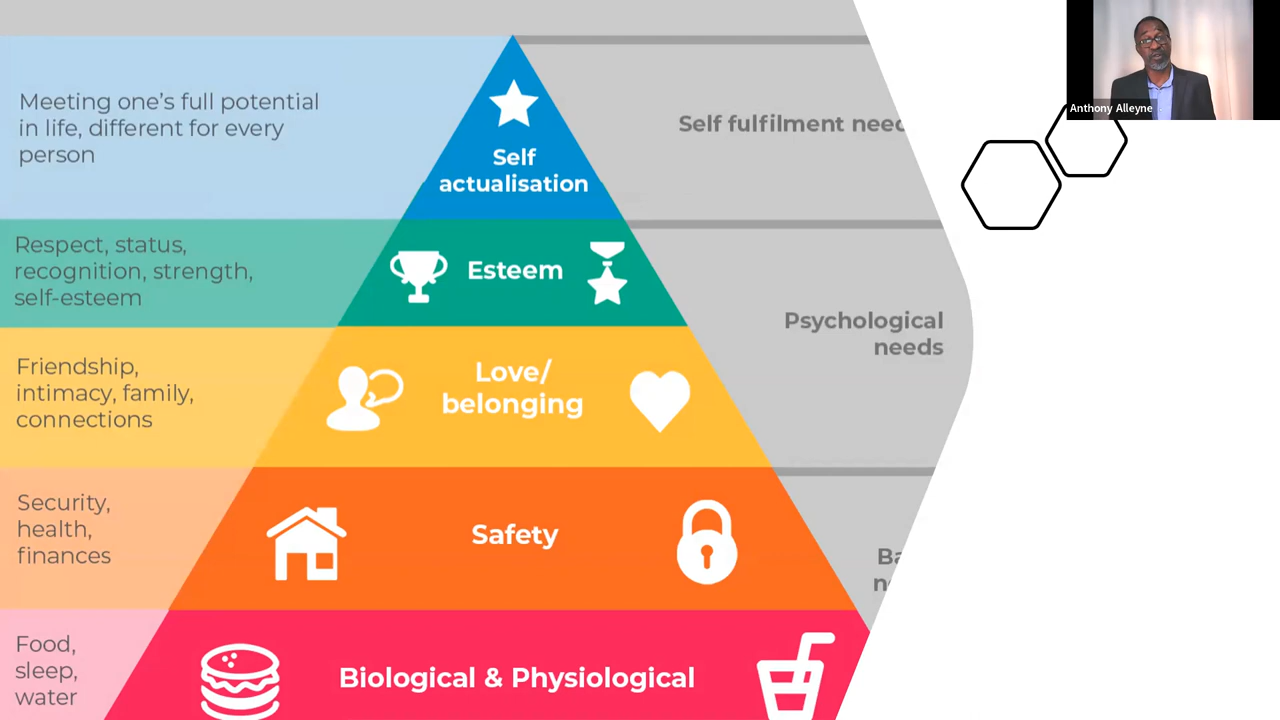 Anthony Alleyne
Meeting one's full potential
in life, different for every
person
Self
actualisation
Self fulfilment
Respect, status,
recognition, strength,
self-esteem
Esteem
Psychological
needs
Friendship,
intimacy, family,
connections
Love/
belonging
Security,
health,
finances
Safety
Food,
sleep,
water
Biological & Physiological